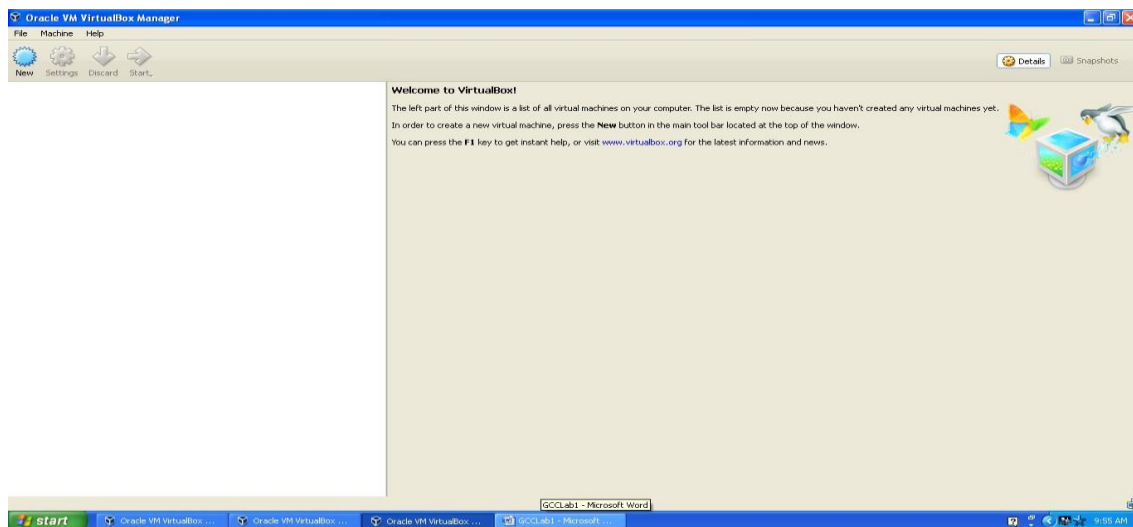 Oracle VM VirtualBox Manager
File Machine Help
New Settings Discard Start
Details Snapshots
Welcome to VirtualBox!
The left part of this window is a list of all virtual machines on your computer. The list is empty now because you haven't created any virtual machines yet.
In order to create a new virtual machine, press the New button in the main tool bar located at the top of the window.
You can press the F1 key to get instant help, or visit www.virtualbox.org for the latest information and news.
GCCLab1 - Microsoft Word
start Oracle VM VirtualBox ... Oracle VM VirtualBox ... Oracle VM VirtualBox ... GCCLab1 - Microsoft ... 9:55 AM